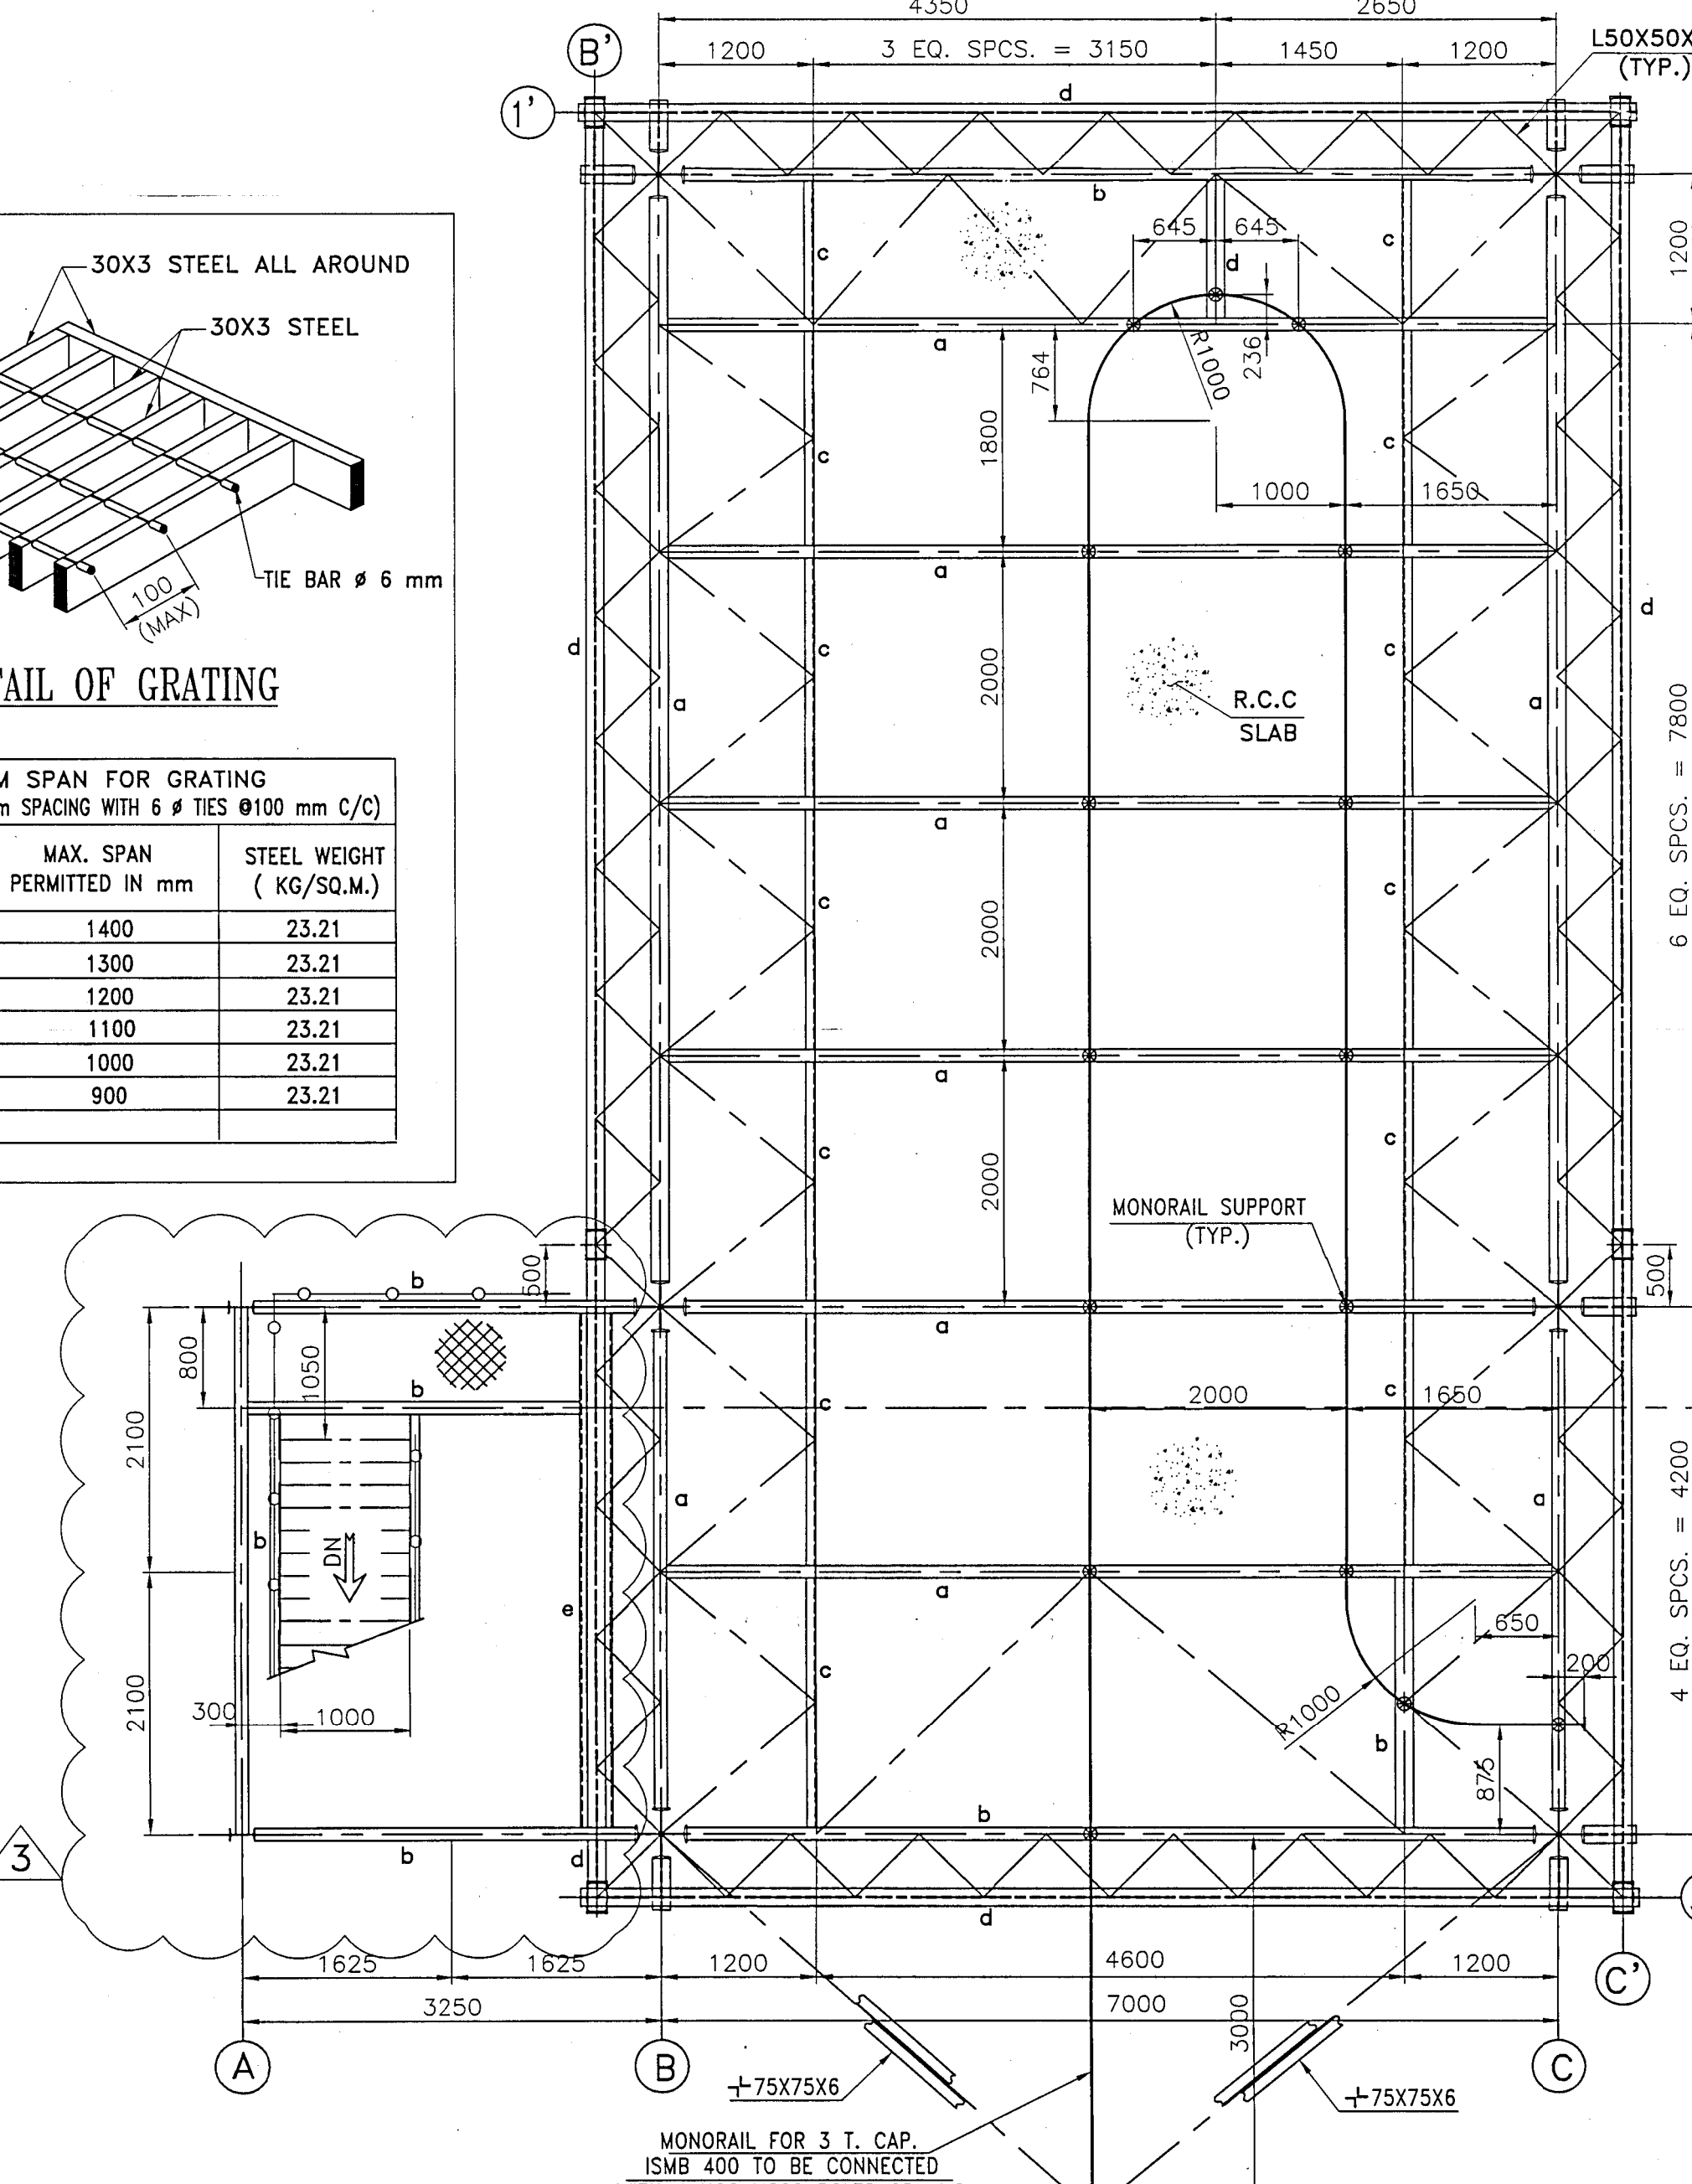 4350
2650
B'
1200
3 EQ. SPCS. = 3150
1450
1200
L50X50X
(TYP.)
1'
d
b
645
645
c
c
d
1200
30X3 STEEL ALL AROUND
30X3 STEEL
a
764
R1000
236
1800
c
c
1000
1650
TIE BAR ø 6 mm
100
(MAX)
a
d
d
c
c
2000
TAIL OF GRATING
a
a
R.C.C
SLAB
6 EQ. SPCS. = 7800
M SPAN FOR GRATING
m SPACING WITH 6 ø TIES @100 mm C/C)
MAX. SPAN
PERMITTED IN mm
STEEL WEIGHT
( KG/SQ.M.)
1400 23.21
1300 23.21
1200 23.21
1100 23.21
1000 23.21
900 23.21
a
c
c
2000
a
c
c
2000
MONORAIL SUPPORT
(TYP.)
500
500
b
a
800
1050
b
2100
c
c
2000
1650
a
a
b
DN
4 EQ. SPCS. = 4200
a
e
650
200
c
R1000
2100
300
1000
b
875
3
b
b
d
d
1625
1625
1200
4600
1200
C'
3250
7000
3000
A
B
C
75X75X6
75X75X6
MONORAIL FOR 3 T. CAP.
ISMB 400 TO BE CONNECTED